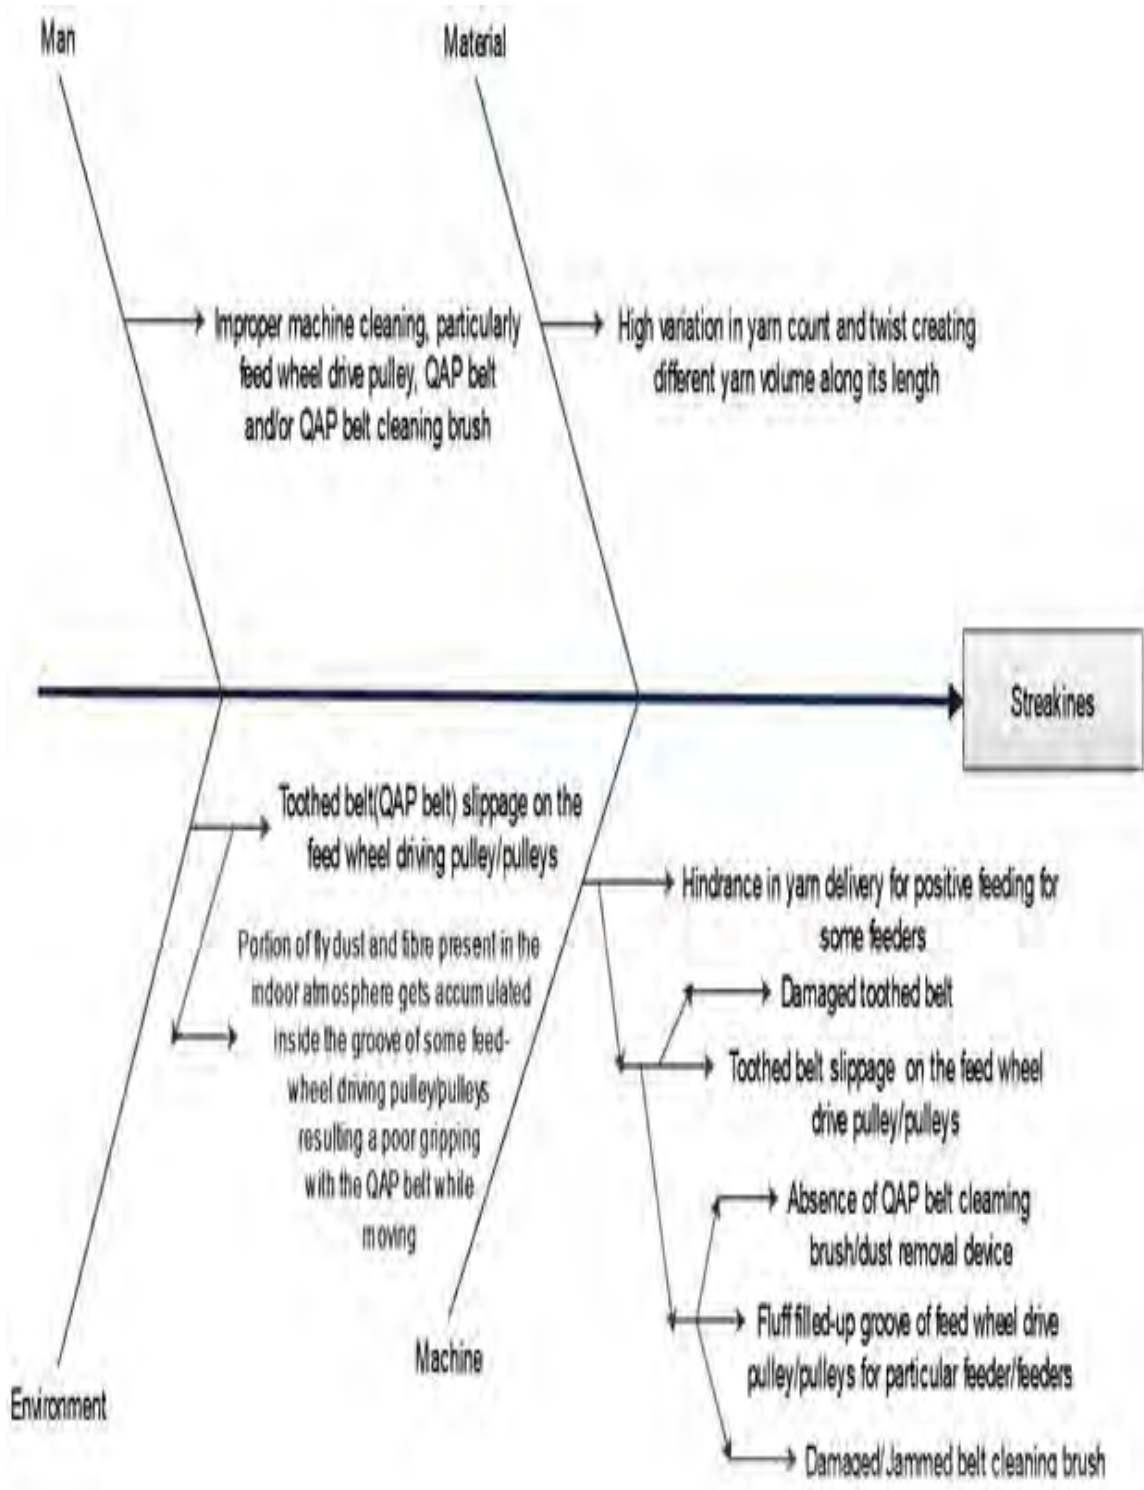 Man
Material
Improper machine cleaning, particularly
feed wheel drive pulley, QAP belt
and/or QAP belt cleaning brush
High variation in yarn count and twist creating
different yarn volume along its length
Streakines
Toothed belt(QAP belt) slippage on the
feed wheel driving pulley/pulleys
Portion of fly dust and fibre present in the
indoor atmosphere gets accumulated
inside the groove of some feed-
wheel driving pulley/pulleys
resulting a poor gripping
with the QAP belt while
moving
Environment
Hindrance in yarn delivery for positive feeding for
some feeders
Damaged toothed belt
Toothed belt slippage on the feed wheel
drive pulley/pulleys
Absence of QAP belt cleaming
brush/dust removal device
Fluff filled-up groove of feed wheel drive
pulley/pulleys for particular feeder/feeders
Damaged/Jammed belt cleaning brush
Machine